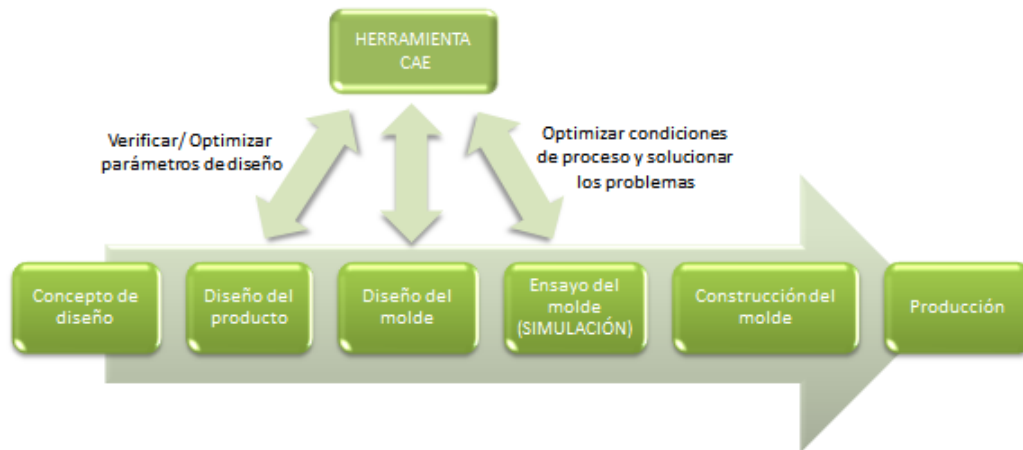 HERRAMIENTA
CAE
Verificar/ Optimizar
parámetros de diseño
Optimizar condiciones
de proceso y solucionar
los problemas
Concepto de
diseño
Diseño del
producto
Diseño del
molde
Ensayo del
molde
(SIMULACIÓN)
Construcción del
molde
Producción